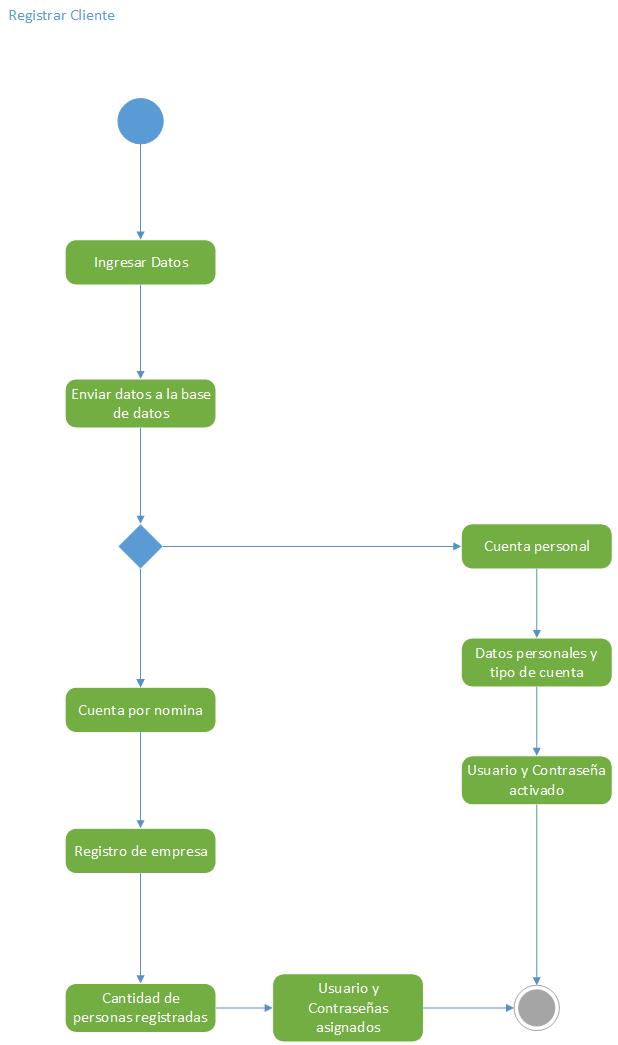 Registrar Cliente
Ingresar Datos
Enviar datos a la base
de datos
Cuenta personal
Datos personales y
tipo de cuenta
Cuenta por nomina
Usuario y Contraseña
activado
Registro de empresa
Cantidad de
personas registradas
Usuario y
Contraseñas
asignados